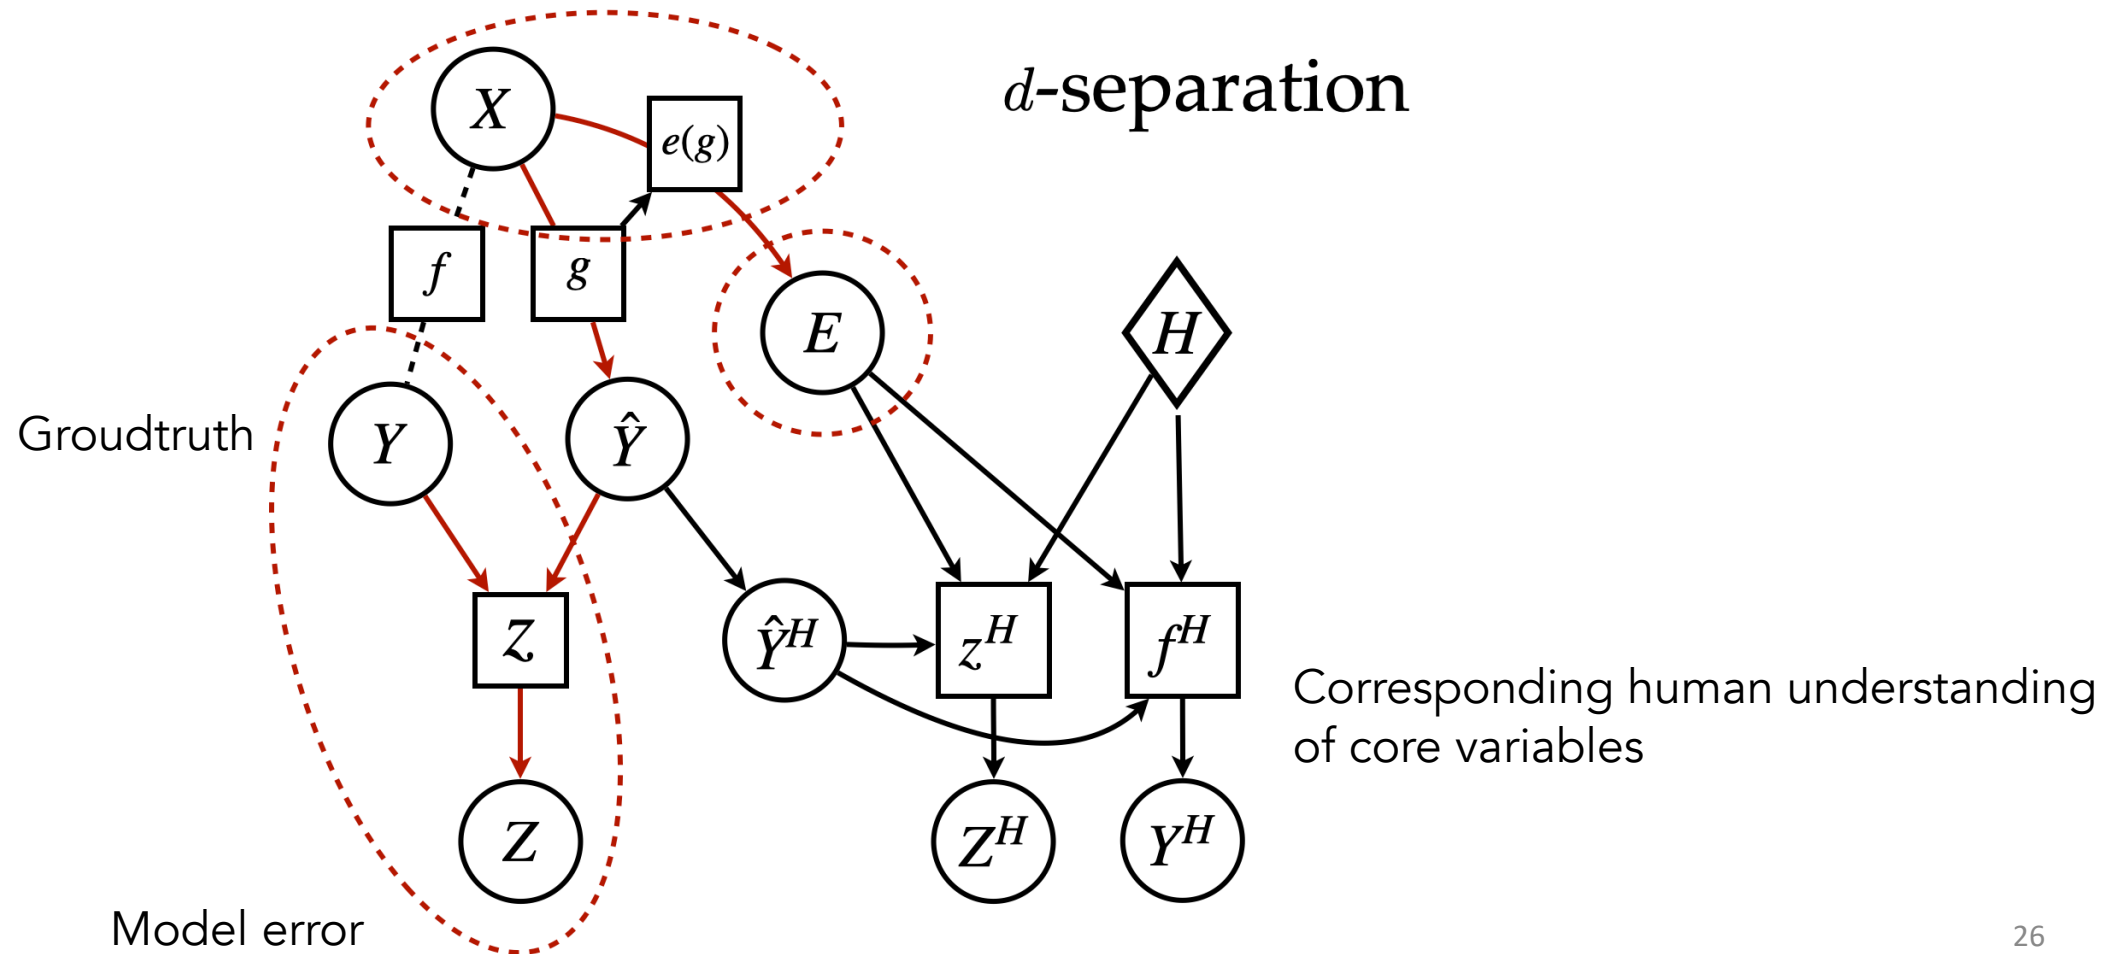 d-separation
X
e(g)
f
g
E
H
Groudtruth
Y
Ŷ
z
Ŷ^H
z^H
f^H
Corresponding human understanding
of core variables
Z
Z^H
Y^H
Model error
26